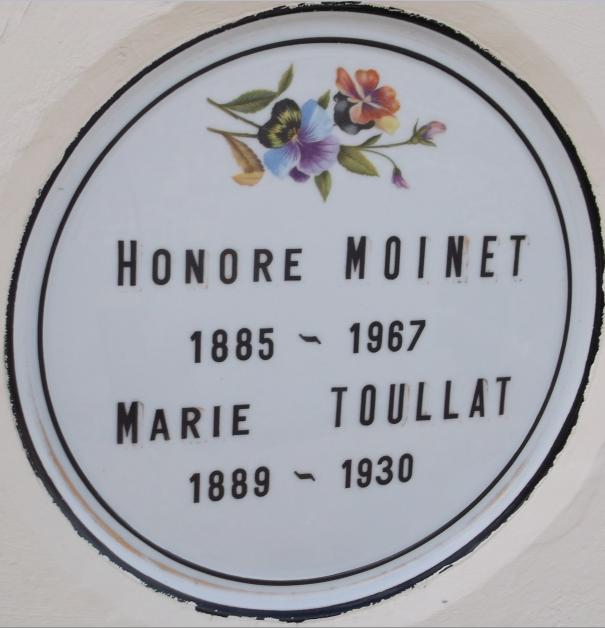 HONORE MOINET
1885 ~ 1967
MARIE TOULLAT
1889 ~ 1930